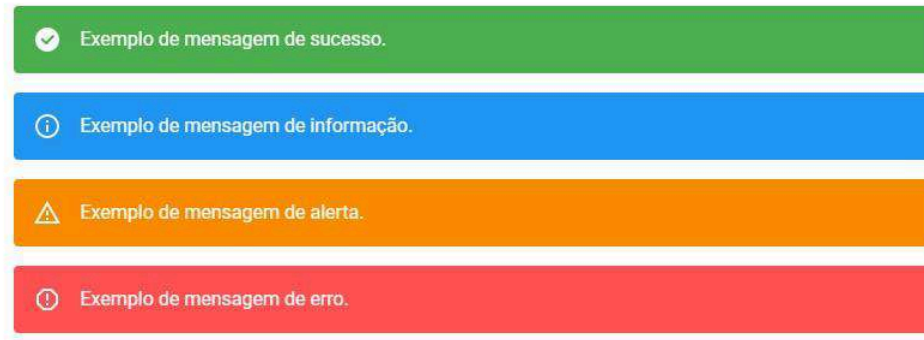 Exemplo de mensagem de sucesso.
Exemplo de mensagem de informação.
Exemplo de mensagem de alerta.
Exemplo de mensagem de erro.